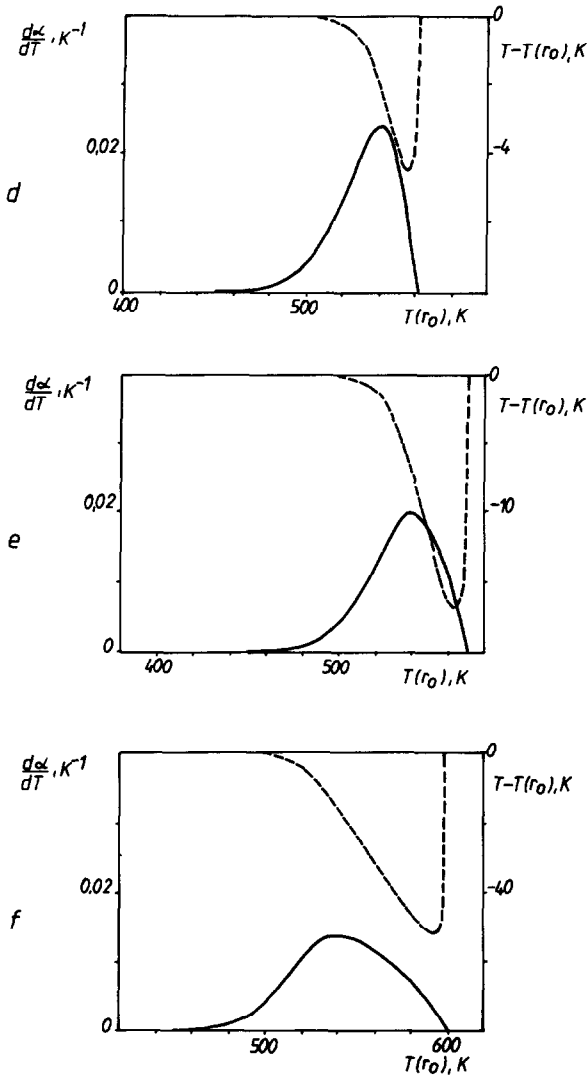 dα/dT , K⁻¹
0
T-T(r₀), K
0,02
-4
d
0
400
500
T(r₀), K
dα/dT , K⁻¹
0
T-T(r₀), K
0,02
-10
e
0
400
500
T(r₀), K
dα/dT , K⁻¹
0
T-T(r₀), K
0,02
-40
f
0
500
600
T(r₀), K